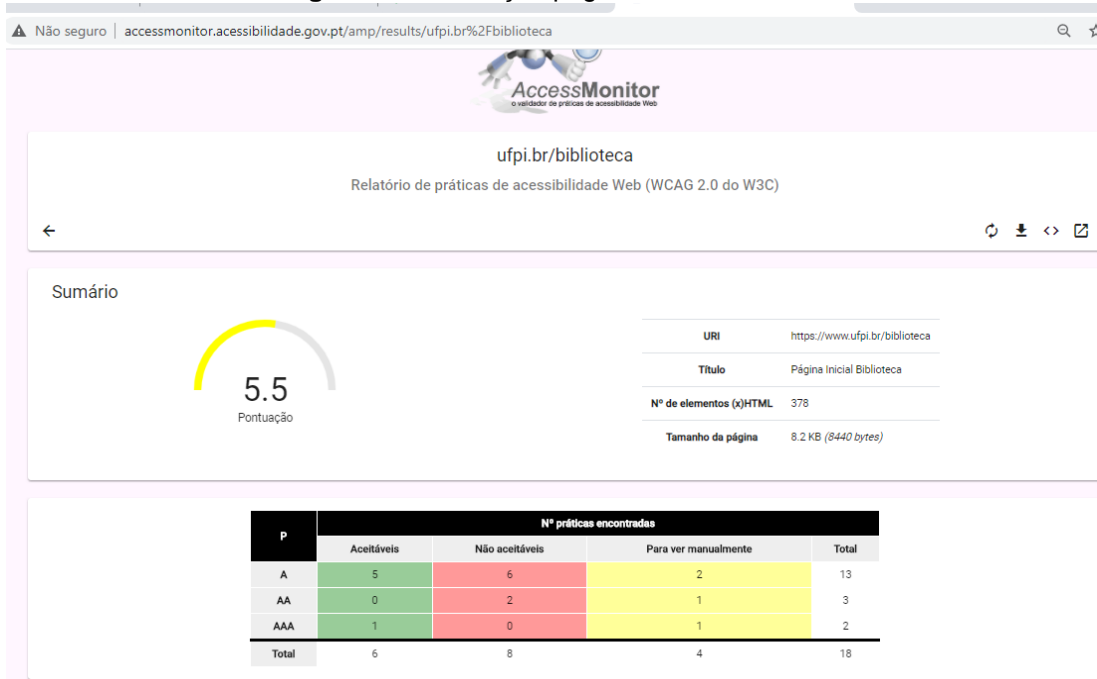 Não seguro | accessmonitor.acessibilidade.gov.pt/amp/results/ufpi.br%2Fbiblioteca
AccessMonitor
o validador de práticas de acessibilidade Web
ufpi.br/biblioteca
Relatório de práticas de acessibilidade Web (WCAG 2.0 do W3C)
Sumário
5.5
Pontuação
URI https://www.ufpi.br/biblioteca
Título Página Inicial Biblioteca
Nº de elementos (x)HTML 378
Tamanho da página 8.2 KB (8440 bytes)
P Nº práticas encontradas
Aceitáveis Não aceitáveis Para ver manualmente Total
A 5 6 2 13
AA 0 2 1 3
AAA 1 0 1 2
Total 6 8 4 18